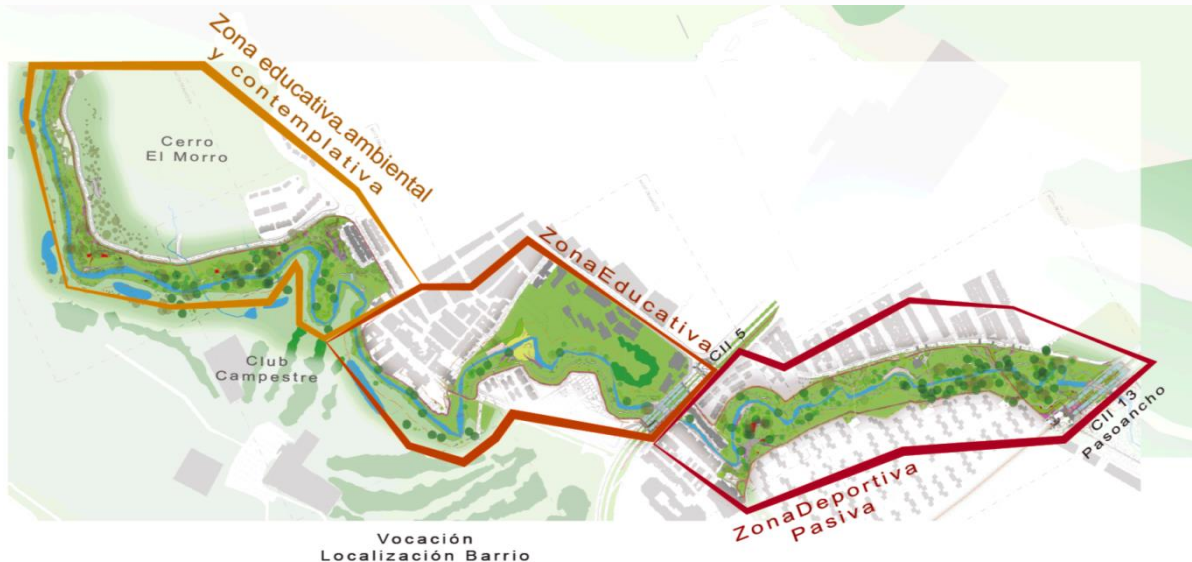 Zona educativa ambiental
y contemplativa
Cerro
El Morro
ZonaEducativa
Cll 5
Club
Campestre
Cll 13
Pasoancho
ZonaDeportiva
Pasiva
Vocación
Localización Barrio